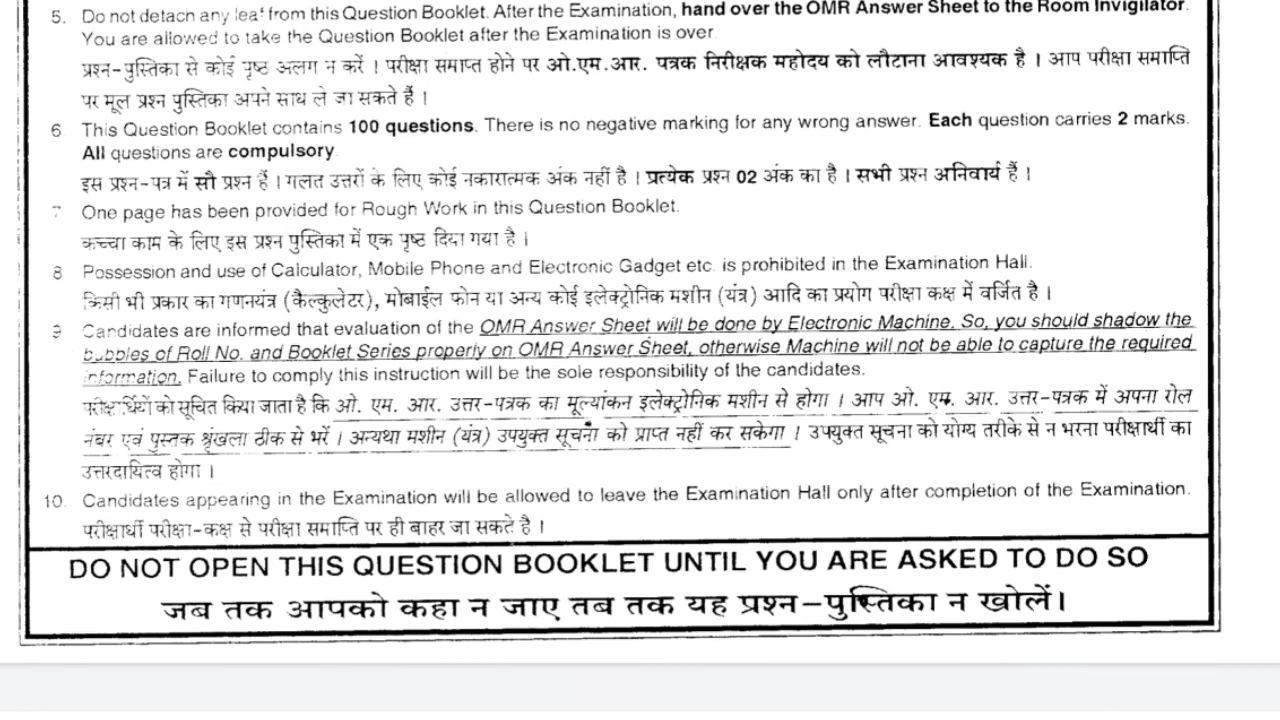 5. Do not detach any leaf from this Question Booklet. After the Examination, hand over the OMR Answer Sheet to the Room Invigilator.
You are allowed to take the Question Booklet after the Examination is over.
प्रश्न-पुस्तिका से कोई पृष्ठ अलग न करें । परीक्षा समाप्त होने पर ओ.एम.आर. पत्रक निरीक्षक महोदय को लौटाना आवश्यक है । आप परीक्षा समाप्ति
पर मूल प्रश्न पुस्तिका अपने साथ ले जा सकते हैं ।
6 This Question Booklet contains 100 questions. There is no negative marking for any wrong answer. Each question carries 2 marks.
All questions are compulsory.
इस प्रश्न-पत्र में सौ प्रश्न हैं । गलत उत्तरों के लिए कोई नकारात्मक अंक नहीं है । प्रत्येक प्रश्न 02 अंक का है । सभी प्रश्न अनिवार्य हैं ।
7 One page has been provided for Rough Work in this Question Booklet.
कच्चा काम के लिए इस प्रश्न पुस्तिका में एक पृष्ठ दिया गया है ।
8 Possession and use of Calculator, Mobile Phone and Electronic Gadget etc. is prohibited in the Examination Hall.
किसी भी प्रकार का गणनयंत्र (कैल्कुलेटर), मोबाईल फोन या अन्य कोई इलेक्ट्रोनिक मशीन (यंत्र) आदि का प्रयोग परीक्षा कक्ष में वर्जित है ।
9 Candidates are informed that evaluation of the OMR Answer Sheet will be done by Electronic Machine. So, you should shadow the
bubbles of Roll No. and Booklet Series properly on OMR Answer Sheet, otherwise Machine will not be able to capture the required
information. Failure to comply this instruction will be the sole responsibility of the candidates.
परीक्षार्थियों को सूचित किया जाता है कि ओ. एम. आर. उत्तर-पत्रक का मूल्यांकन इलेक्ट्रोनिक मशीन से होगा । आप ओ. एम. आर. उत्तर-पत्रक में अपना रोल
नंबर एवं पुस्तक श्रृंखला ठीक से भरें । अन्यथा मशीन (यंत्र) उपयुक्त सूचना को प्राप्त नहीं कर सकेगा । उपयुक्त सूचना को योग्य तरीके से न भरना परीक्षार्थी का
उत्तरदायित्व होगा ।
10. Candidates appearing in the Examination will be allowed to leave the Examination Hall only after completion of the Examination.
परीक्षार्थी परीक्षा-कक्ष से परीक्षा समाप्ति पर ही बाहर जा सकते है ।
DO NOT OPEN THIS QUESTION BOOKLET UNTIL YOU ARE ASKED TO DO SO
जब तक आपको कहा न जाए तब तक यह प्रश्न-पुस्तिका न खोलें।